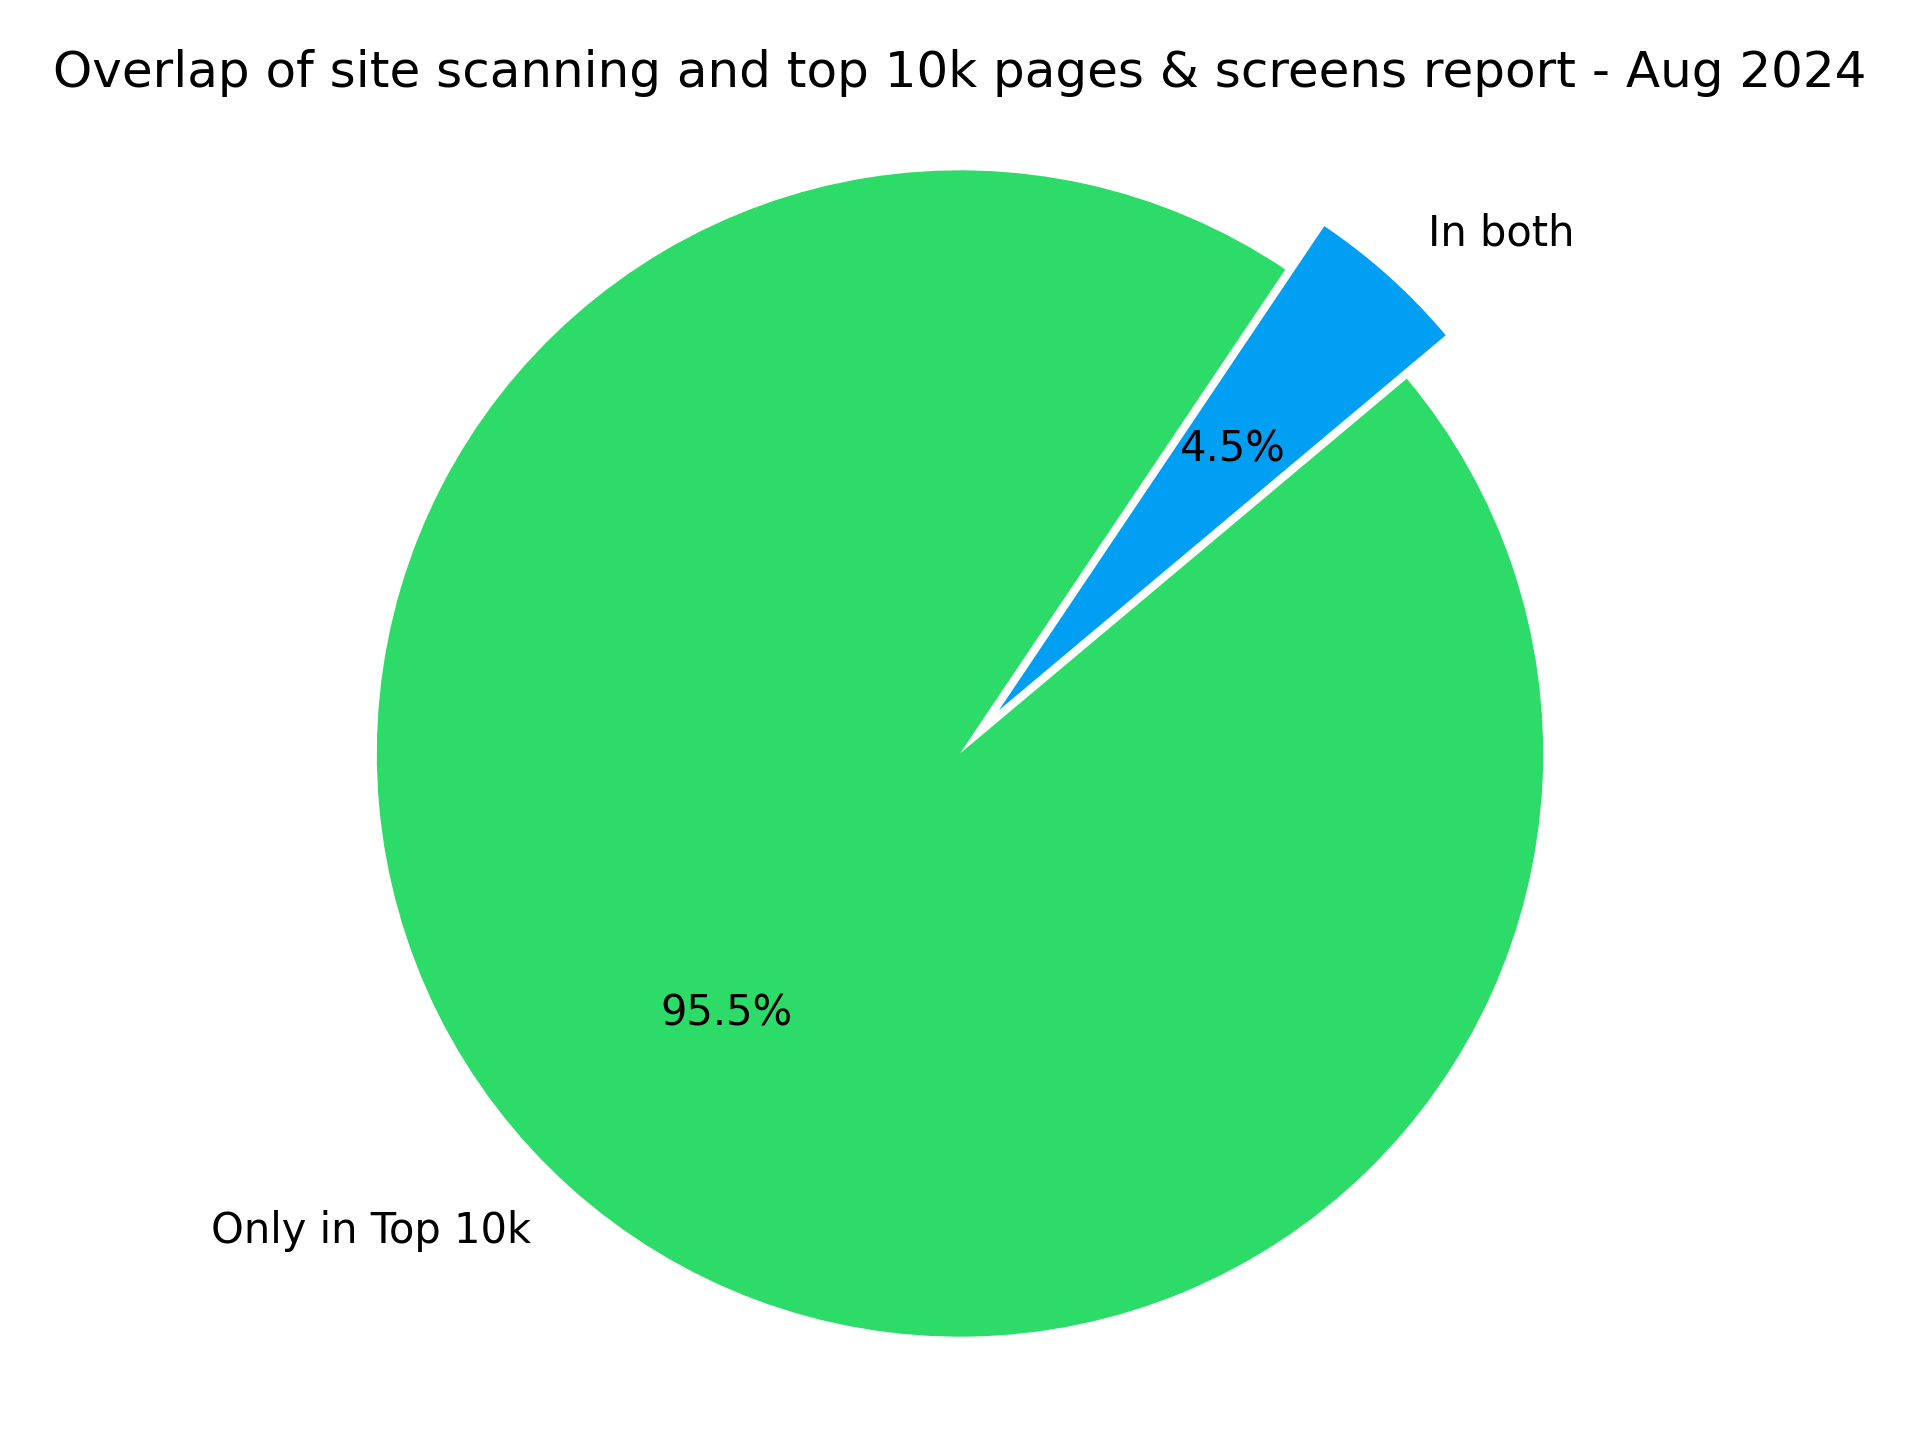 Overlap of site scanning and top 10k pages & screens report - Aug 2024
In both
4.5%
95.5%
Only in Top 10k